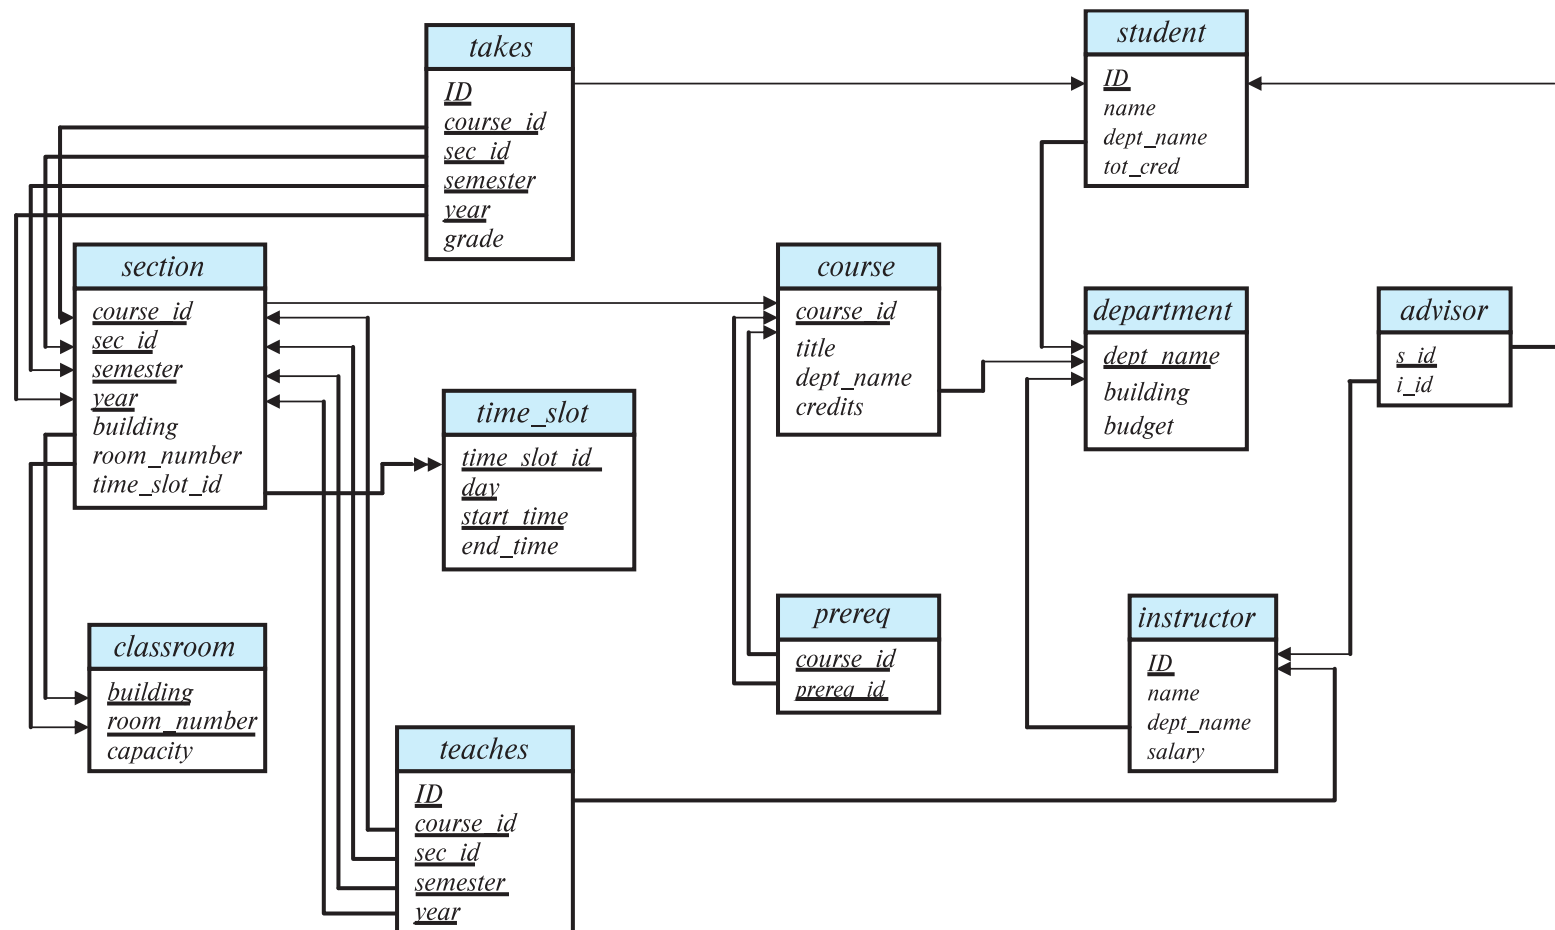 takes
ID
course_id
sec_id
semester
year
grade
student
ID
name
dept_name
tot_cred
section
course_id
sec_id
semester
year
building
room_number
time_slot_id
course
course_id
title
dept_name
credits
department
dept_name
building
budget
advisor
s_id
i_id
time_slot
time_slot_id
day
start_time
end_time
prereq
course_id
prereq_id
instructor
ID
name
dept_name
salary
classroom
building
room_number
capacity
teaches
ID
course_id
sec_id
semester
year